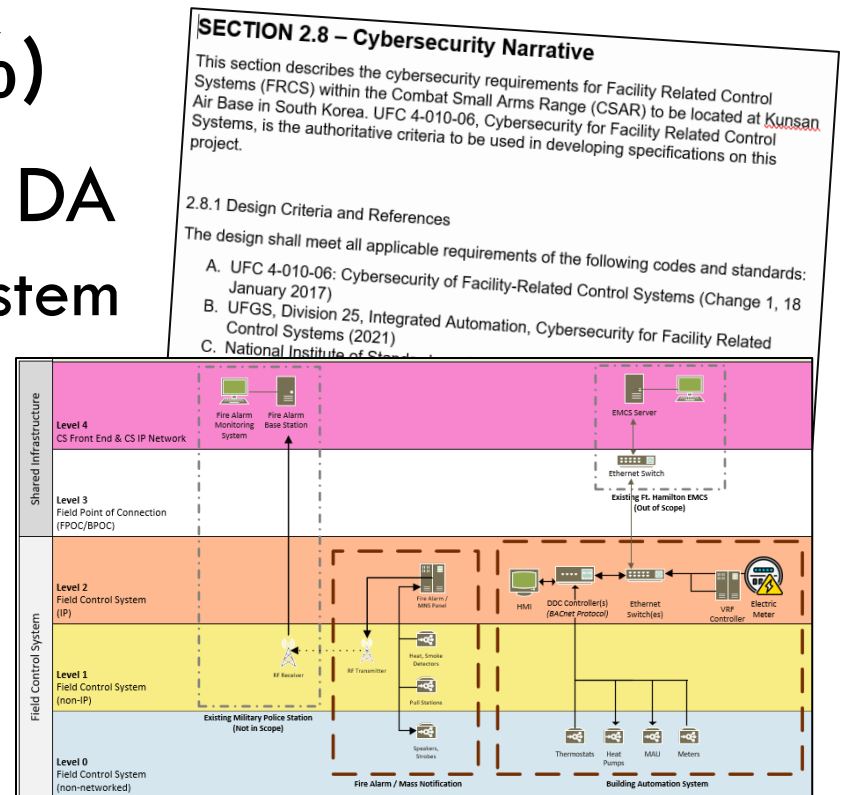 %)
DA
stem
SECTION 2.8 – Cybersecurity Narrative
This section describes the cybersecurity requirements for Facility Related Control
Systems (FRCS) within the Combat Small Arms Range (CSAR) to be located at Kunsan
Air Base in South Korea. UFC 4-010-06, Cybersecurity for Facility Related Control
Systems, is the authoritative criteria to be used in developing specifications on this
project.
2.8.1 Design Criteria and References
The design shall meet all applicable requirements of the following codes and standards:
A. UFC 4-010-06: Cybersecurity of Facility-Related Control Systems (Change 1, 18
January 2017)
B. UFGS, Division 25, Integrated Automation, Cybersecurity for Facility Related
Control Systems (2021)
C. National Institute of
Shared Infrastructure
Level 4
CS Front End & CS IP Network
Fire Alarm
Monitoring
System
Fire Alarm
Base Station
EMCS Server
Ethernet Switch
Existing Ft. Hamilton EMCS
(Out of Scope)
Level 3
Field Point of Connection
(FPOC/BPOC)
Field Control System
Level 2
Field Control System
(IP)
Fire Alarm /
MNS Panel
HMI
DDC Controller(s)
(BACnet Protocol)
Ethernet
Switch(es)
VRF
Controller
Electric
Meter
Level 1
Field Control System
(non-IP)
RF Receiver
RF Transmitter
Heat, Smoke
Detectors
Pull Stations
Existing Military Police Station
(Not in Scope)
Level 0
Field Control System
(non-networked)
Speakers,
Strobes
Thermostats
Heat
Pumps
MAU
Meters
Fire Alarm / Mass Notification
Building Automation System